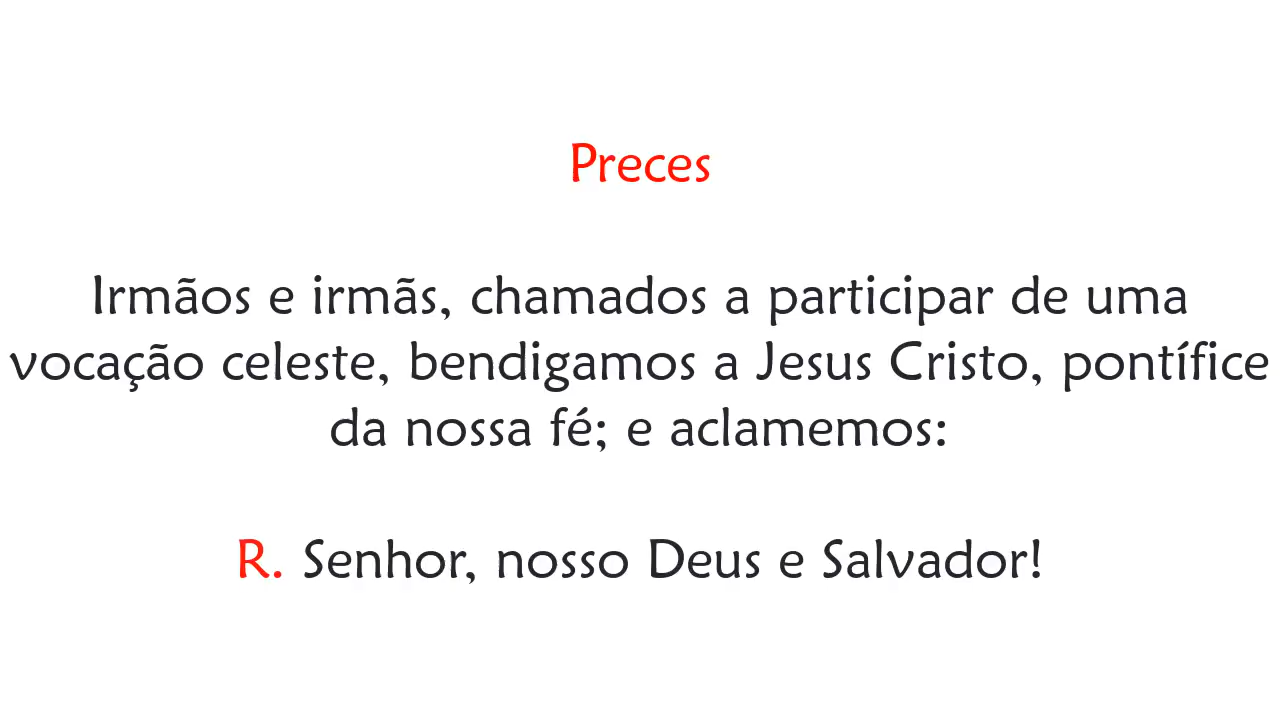 Preces
Irmãos e irmãs, chamados a participar de uma
vocação celeste, bendigamos a Jesus Cristo, pontífice
da nossa fé; e aclamemos:
R. Senhor, nosso Deus e Salvador!